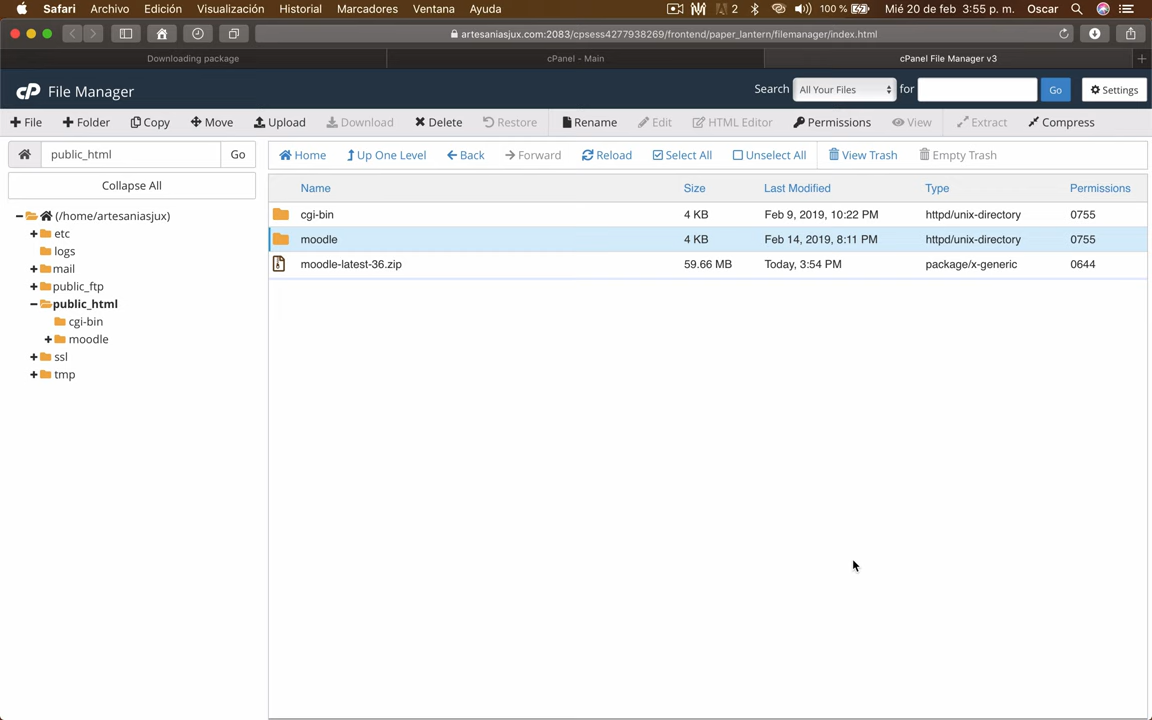 Safari Archivo Edición Visualización Historial Marcadores Ventana Ayuda 2 100 % Mié 20 de feb 3:55 p. m. Oscar
artesaniasjux.com:2083/cpsess4277938269/frontend/paper_lantern/filemanager/index.html
Downloading package cPanel - Main cPanel File Manager v3
cP File Manager Search All Your Files for Go Settings
File Folder Copy Move Upload Download Delete Restore Rename Edit HTML Editor Permissions View Extract Compress
public_html Go Home Up One Level Back Forward Reload Select All Unselect All View Trash Empty Trash
Collapse All
Name Size Last Modified Type Permissions
(/home/artesaniasjux)
etc
logs
mail
public_ftp
public_html
cgi-bin
moodle
ssl
tmp
cgi-bin 4 KB Feb 9, 2019, 10:22 PM httpd/unix-directory 0755
moodle 4 KB Feb 14, 2019, 8:11 PM httpd/unix-directory 0755
moodle-latest-36.zip 59.66 MB Today, 3:54 PM package/x-generic 0644